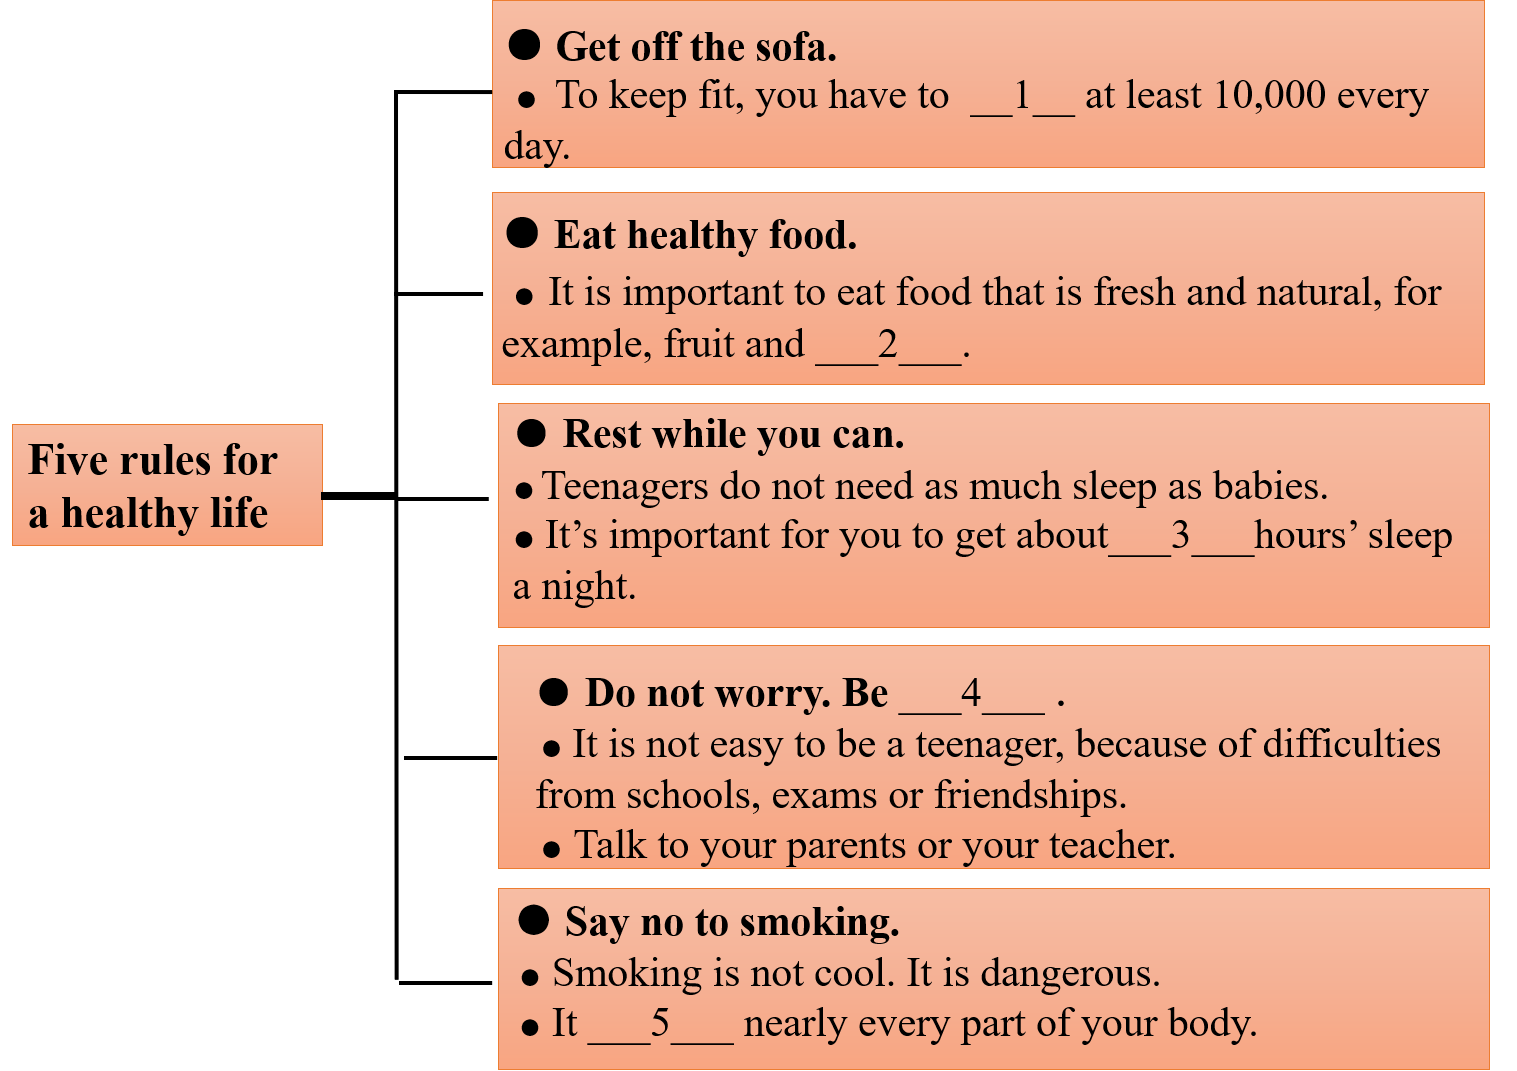 Five rules for
a healthy life
● Get off the sofa.
● To keep fit, you have to __1__ at least 10,000 every
day.
● Eat healthy food.
● It is important to eat food that is fresh and natural, for
example, fruit and ___2___.
● Rest while you can.
● Teenagers do not need as much sleep as babies.
● It’s important for you to get about___3___hours’ sleep
a night.
● Do not worry. Be ___4___ .
● It is not easy to be a teenager, because of difficulties
from schools, exams or friendships.
● Talk to your parents or your teacher.
● Say no to smoking.
● Smoking is not cool. It is dangerous.
● It ___5___ nearly every part of your body.